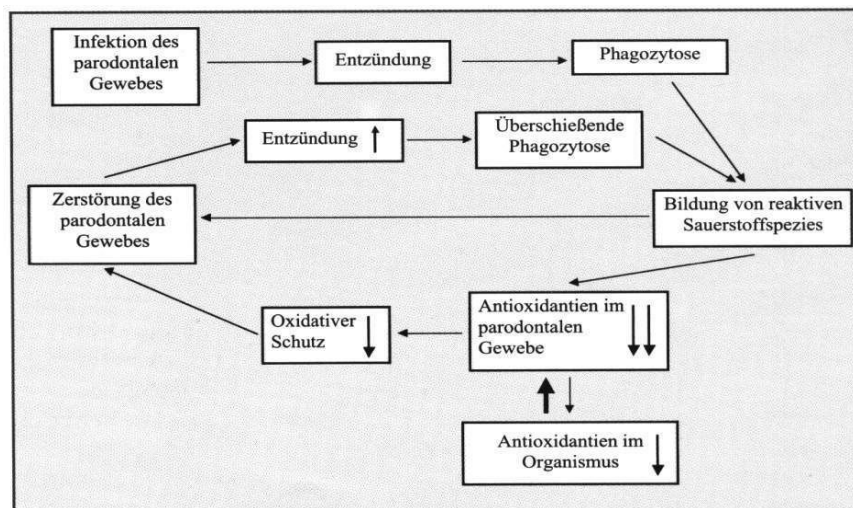 Infektion des
parodontalen
Gewebes
Entzündung
Phagozytose
Entzündung
Überschießende
Phagozytose
Zerstörung des
parodontalen
Gewebes
Bildung von reaktiven
Sauerstoffspezies
Oxidativer
Schutz
Antioxidantien im
parodontalen
Gewebe
Antioxidantien im
Organismus